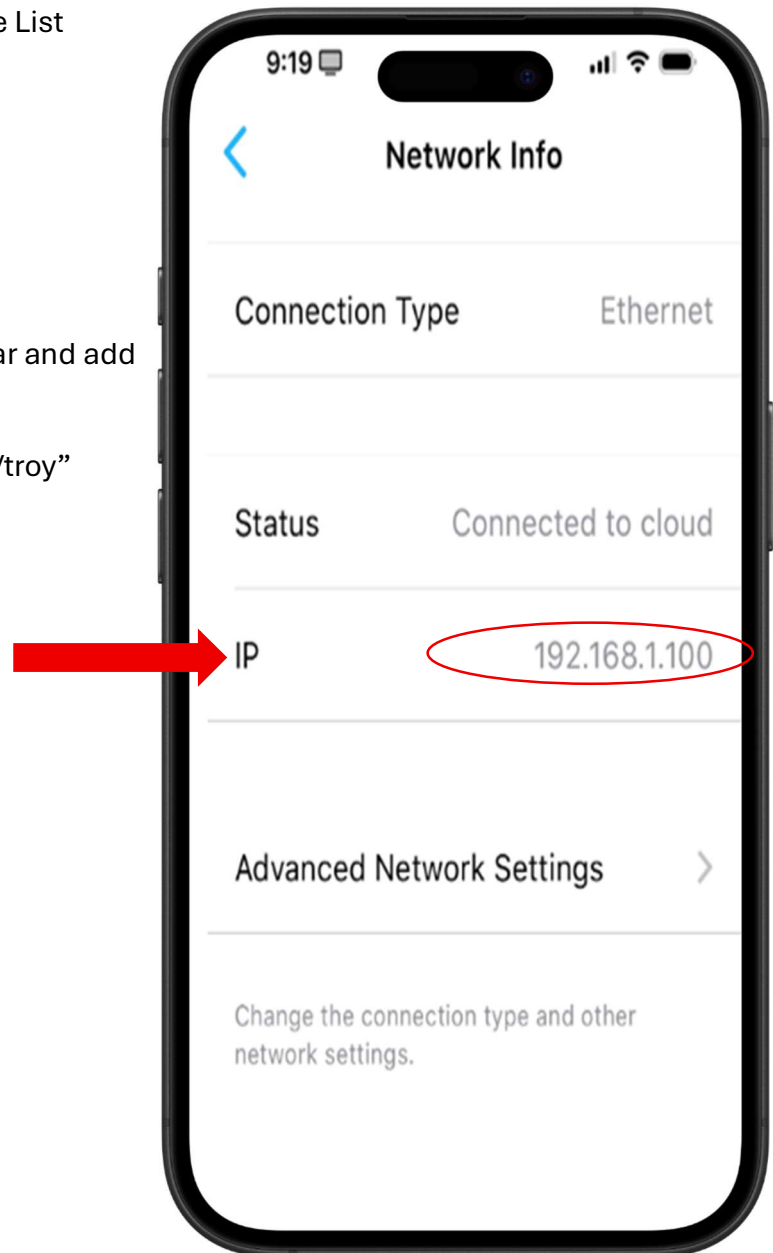 e List
9:19
Network Info
Connection Type Ethernet
ar and add
/troy”
Status Connected to cloud
IP 192.168.1.100
Advanced Network Settings
Change the connection type and other
network settings.